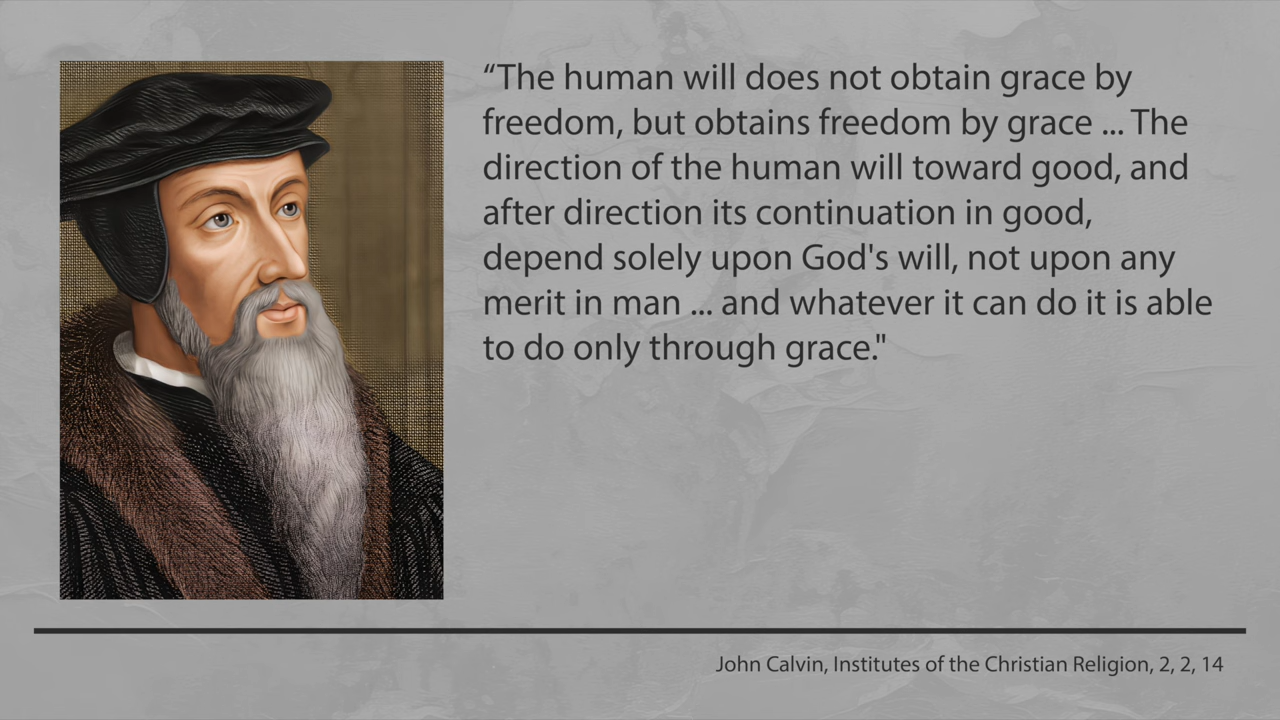 “The human will does not obtain grace by
freedom, but obtains freedom by grace ... The
direction of the human will toward good, and
after direction its continuation in good,
depend solely upon God's will, not upon any
merit in man ... and whatever it can do it is able
to do only through grace."
John Calvin, Institutes of the Christian Religion, 2, 2, 14